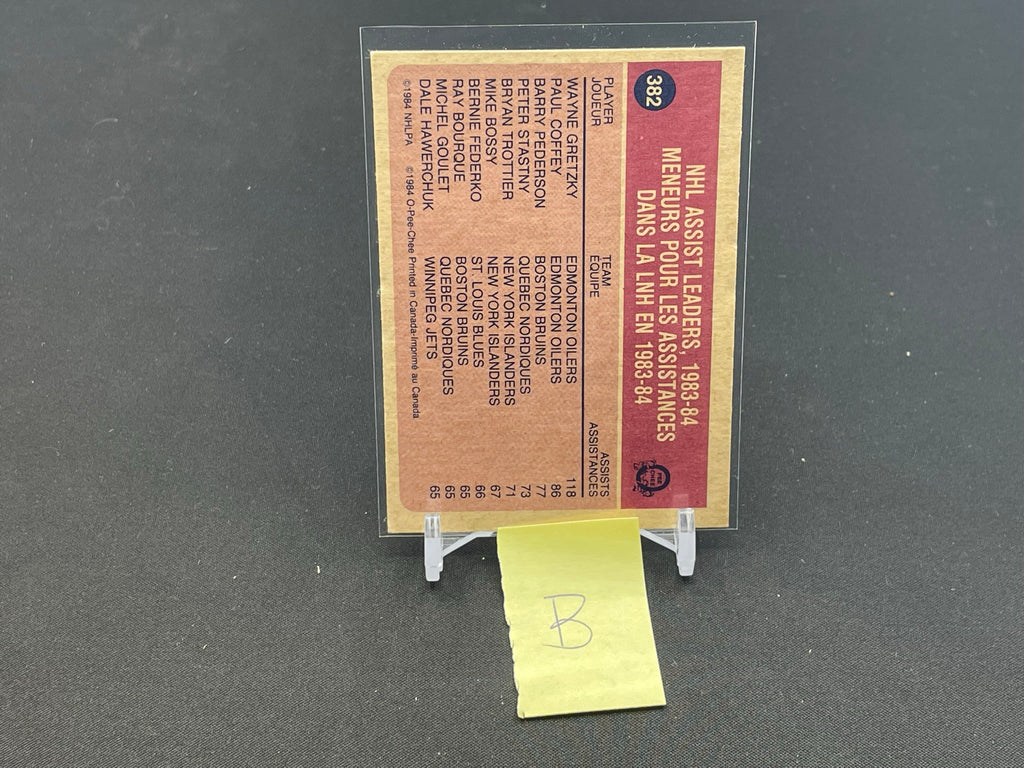 382
NHL ASSIST LEADERS, 1983-84
MENEURS POUR LES ASSISTANCES
DANS LA LNH EN 1983-84
PEE
CHEE
PLAYER TEAM ASSISTS
JOUEUR ÉQUIPE ASSISTANCES
WAYNE GRETZKY EDMONTON OILERS 118
PAUL COFFEY EDMONTON OILERS 86
BARRY PEDERSON BOSTON BRUINS 77
PETER STASTNY QUEBEC NORDIQUES 73
BRYAN TROTTIER NEW YORK ISLANDERS 71
MIKE BOSSY NEW YORK ISLANDERS 67
BERNIE FEDERKO ST. LOUIS BLUES 66
RAY BOURQUE BOSTON BRUINS 65
MICHEL GOULET QUEBEC NORDIQUES 65
DALE HAWERCHUK WINNIPEG JETS 65
©1984 NHLPA ©1984 O-Pee-Chee Printed in Canada-Imprimé au Canada
B